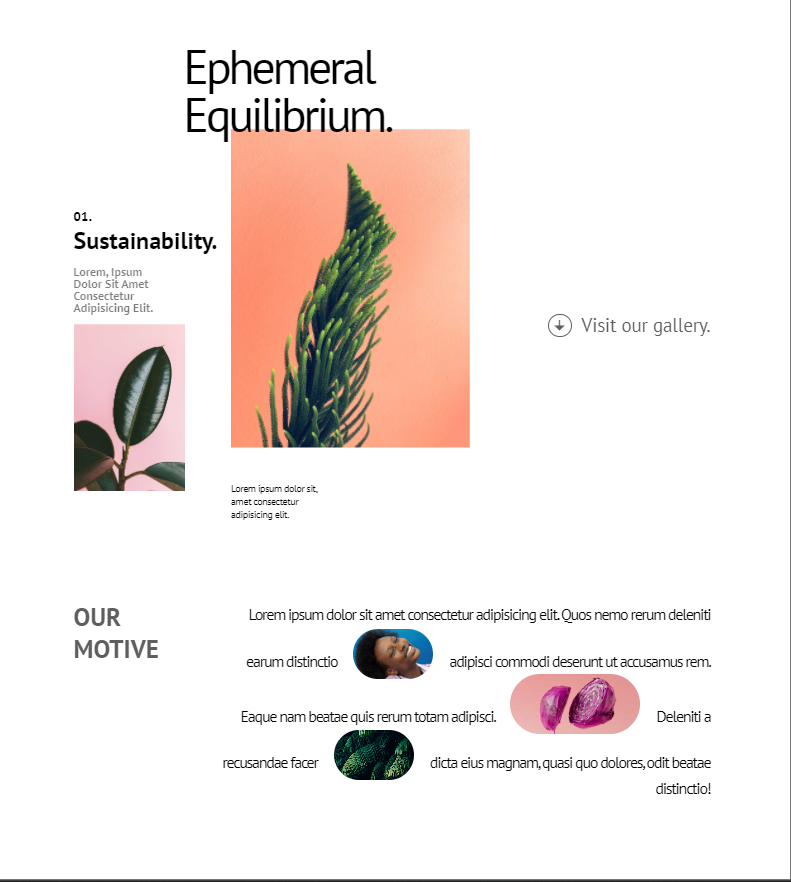 Ephemeral
Equilibrium.
01.
Sustainability.
Lorem, Ipsum
Dolor Sit Amet
Consectetur
Adipisicing Elit.
Visit our gallery.
Lorem ipsum dolor sit,
amet consectetur
adipisicing elit.
OUR
MOTIVE
Lorem ipsum dolor sit amet consectetur adipisicing elit. Quos nemo rerum deleniti
earum distinctio adipisci commodi deserunt ut accusamus rem.
Eaque nam beatae quis rerum totam adipisci. Deleniti a
recusandae facer dicta eius magnam, quasi quo dolores, odit beatae
distinctio!